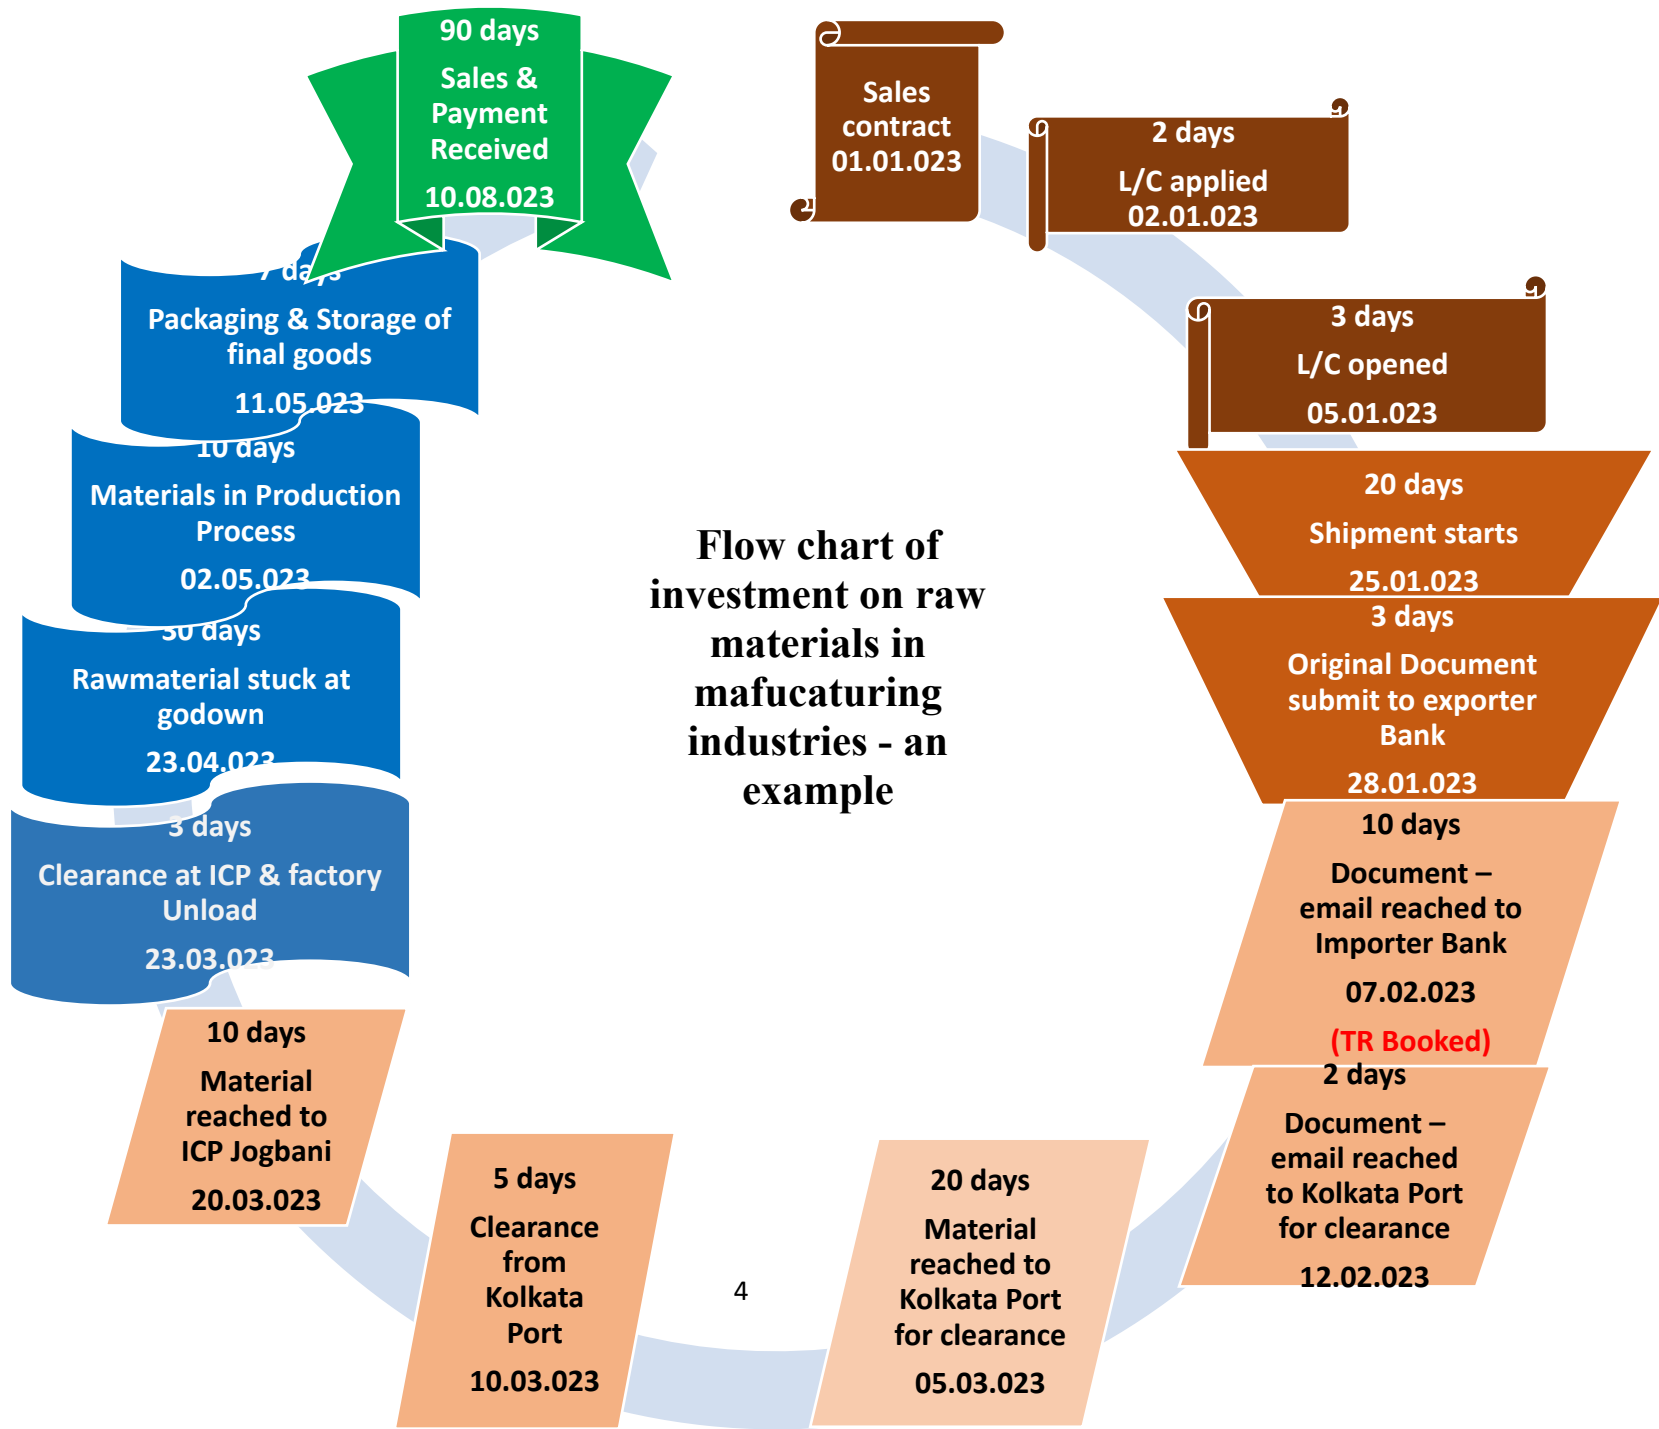 Sales
contract
01.01.023
2 days
L/C applied
02.01.023
3 days
L/C opened
05.01.023
20 days
Shipment starts
25.01.023
3 days
Original Document
submit to exporter
Bank
28.01.023
10 days
Document –
email reached to
Importer Bank
07.02.023
(TR Booked)
2 days
Document –
email reached
to Kolkata Port
for clearance
12.02.023
20 days
Material
reached to
Kolkata Port
for clearance
05.03.023
5 days
Clearance
from
Kolkata
Port
10.03.023
10 days
Material
reached to
ICP Jogbani
20.03.023
3 days
Clearance at ICP & factory
Unload
23.03.023
30 days
Rawmaterial stuck at
godown
23.04.023
10 days
Materials in Production
Process
02.05.023
7 days
Packaging & Storage of
final goods
11.05.023
90 days
Sales &
Payment
Received
10.08.023
Flow chart of
investment on raw
materials in
mafucaturing
industries - an
example
4